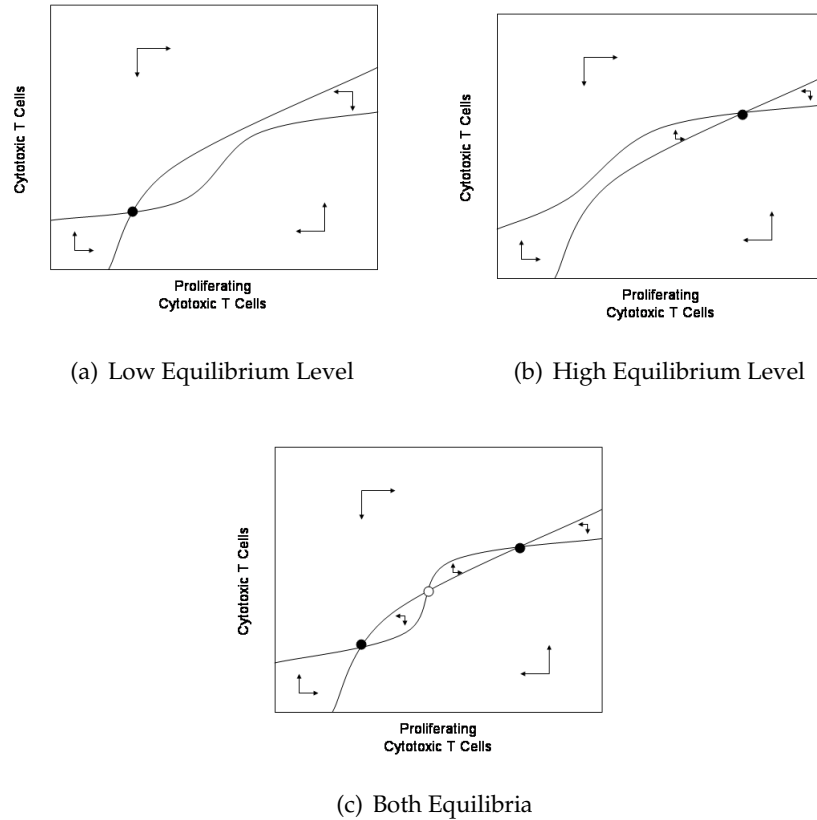 Cytotoxic T Cells
Proliferating
Cytotoxic T Cells
(a) Low Equilibrium Level
Cytotoxic T Cells
Proliferating
Cytotoxic T Cells
(b) High Equilibrium Level
Cytotoxic T Cells
Proliferating
Cytotoxic T Cells
(c) Both Equilibria